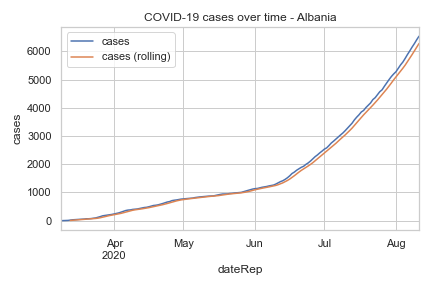 COVID-19 cases over time - Albania
cases
cases (rolling)
6000
5000
4000
3000
2000
1000
0
cases
Apr
2020
May
Jun
Jul
Aug
dateRep